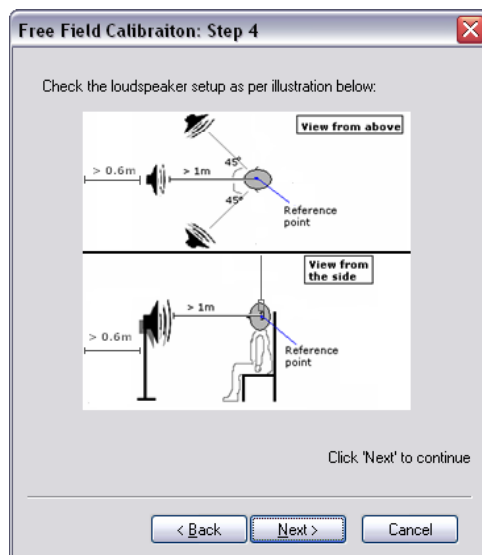 Free Field Calibraiton: Step 4
Check the loudspeaker setup as per illustration below:
View from above
45°
> 0.6m
> 1m
45°
Reference
point
View from
the side
> 1m
> 0.6m
Reference
point
Click 'Next' to continue
< Back
Next >
Cancel